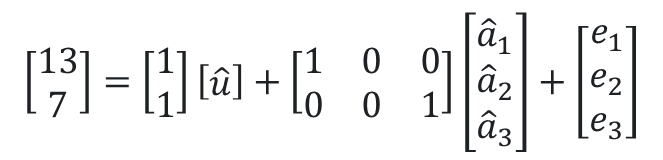 [13 7] = [1 1] [û] + [1 0 0 0 0 1] [â₁ â₂ â₃] + [e₁ e₂ e₃]